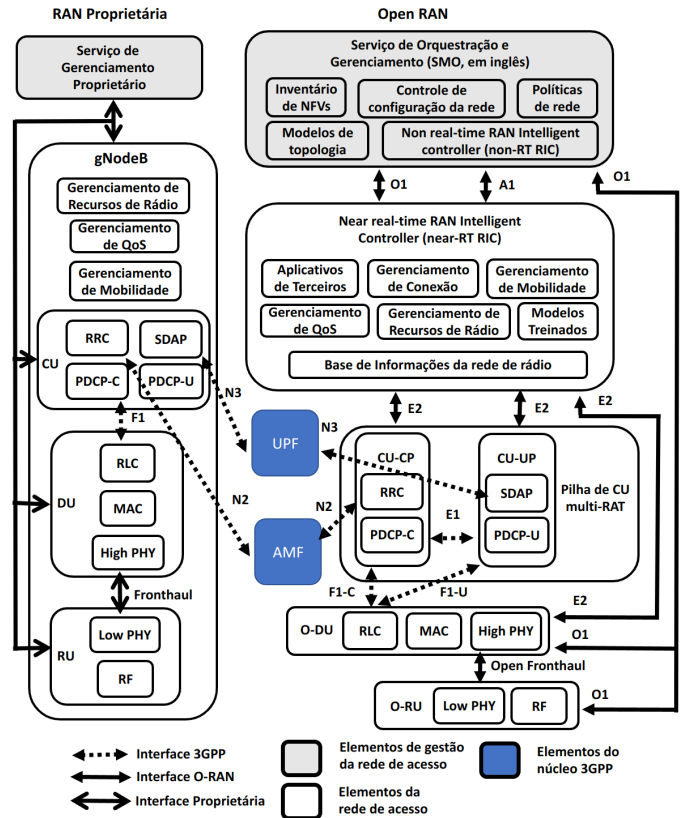 RAN Proprietária
Open RAN
Serviço de
Gerenciamento
Proprietário
gNodeB
Gerenciamento de
Recursos de Rádio
Gerenciamento
de QoS
Gerenciamento
de Mobilidade
CU
RRC
SDAP
PDCP-C
PDCP-U
F1
N3
N2
DU
RLC
MAC
High PHY
Fronthaul
RU
Low PHY
RF
UPF
AMF
Serviço de Orquestração e
Gerenciamento (SMO, em inglês)
Inventário
de NFVs
Controle de
configuração da rede
Políticas
de rede
Modelos de
topologia
Non real-time RAN Intelligent
controller (non-RT RIC)
O1
A1
O1
Near real-time RAN Intelligent
Controller (near-RT RIC)
Aplicativos
de Terceiros
Gerenciamento
de Conexão
Gerenciamento
de Mobilidade
Gerenciamento
de QoS
Gerenciamento de
Recursos de Rádio
Modelos
Treinados
Base de Informações da rede de rádio
E2
E2
E2
N3
N2
CU-CP
RRC
PDCP-C
E1
CU-UP
SDAP
PDCP-U
Pilha de CU
multi-RAT
F1-C
F1-U
E2
O-DU
RLC
MAC
High PHY
O1
Open Fronthaul
O-RU
Low PHY
RF
O1
Interface 3GPP
Interface O-RAN
Interface Proprietária
Elementos de gestão
da rede de acesso
Elementos da
rede de acesso
Elementos do
núcleo 3GPP